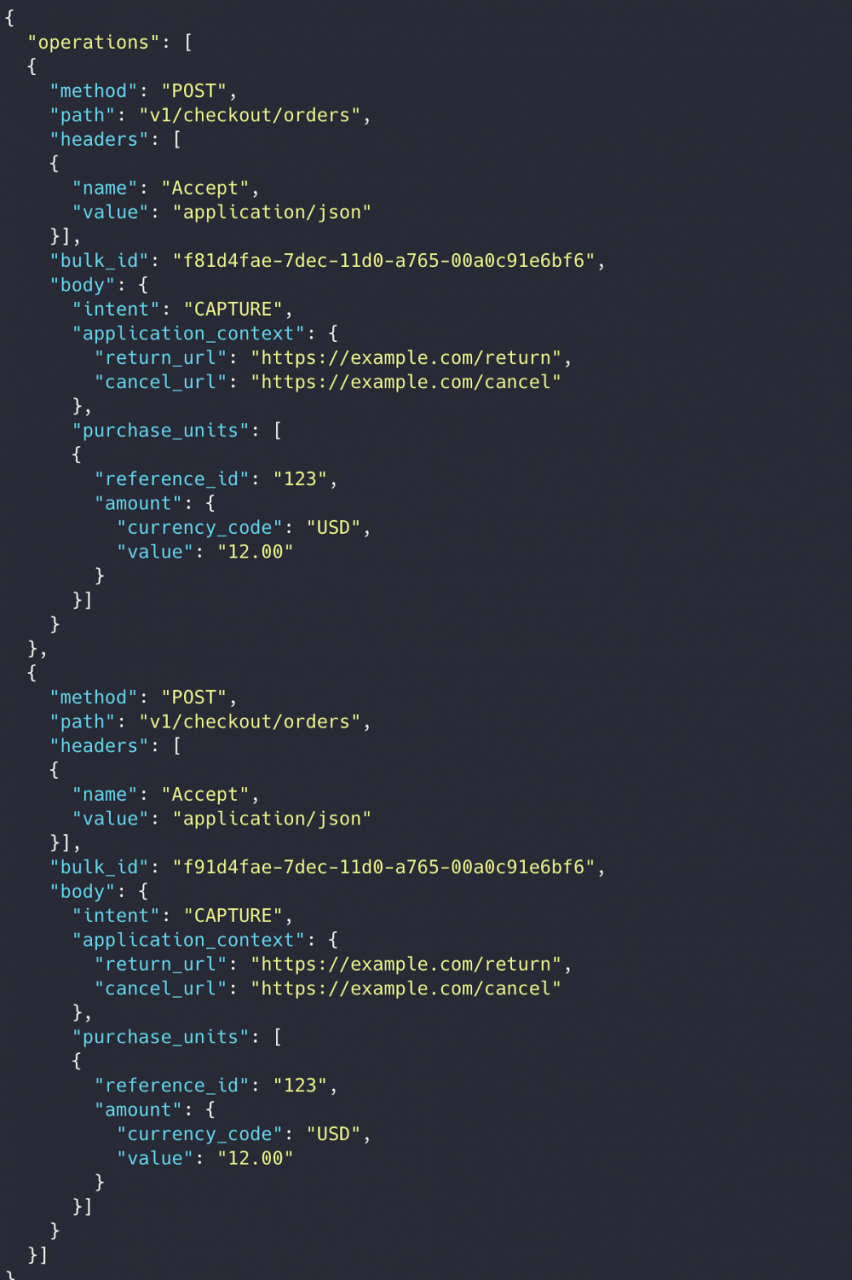 {
  "operations": [
  {
    "method": "POST",
    "path": "v1/checkout/orders",
    "headers": [
    {
      "name": "Accept",
      "value": "application/json"
    }],
    "bulk_id": "f81d4fae-7dec-11d0-a765-00a0c91e6bf6",
    "body": {
      "intent": "CAPTURE",
      "application_context": {
        "return_url": "https://example.com/return",
        "cancel_url": "https://example.com/cancel"
      },
      "purchase_units": [
      {
        "reference_id": "123",
        "amount": {
          "currency_code": "USD",
          "value": "12.00"
        }
      }]
    }
  },
  {
    "method": "POST",
    "path": "v1/checkout/orders",
    "headers": [
    {
      "name": "Accept",
      "value": "application/json"
    }],
    "bulk_id": "f91d4fae-7dec-11d0-a765-00a0c91e6bf6",
    "body": {
      "intent": "CAPTURE",
      "application_context": {
        "return_url": "https://example.com/return",
        "cancel_url": "https://example.com/cancel"
      },
      "purchase_units": [
      {
        "reference_id": "123",
        "amount": {
          "currency_code": "USD",
          "value": "12.00"
        }
      }]
    }
  }]
}